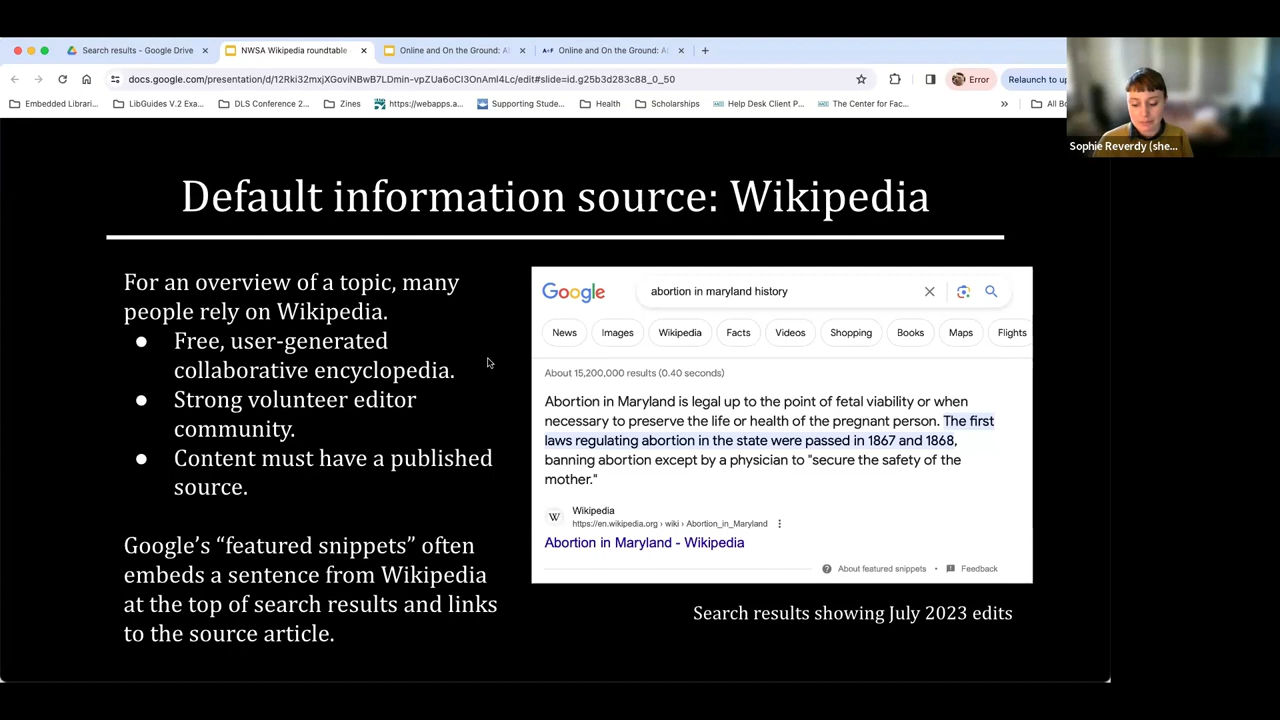 Search results - Google Drive
NWSA Wikipedia roundtable
Online and On the Ground: A
A+F Online and On the Ground: A
docs.google.com/presentation/d/12Rki32mxjXGoviNBwB7LDmin-vpZUa6oCI3OnAmI4Lc/edit#slide=id.g25b3d283c88_0_50
Error
Relaunch to up
Embedded Librari...
LibGuides V.2 Exa...
DLS Conference 2...
Zines
https://webapps.a...
Supporting Stude...
Health
Scholarships
Help Desk Client P...
The Center for Fac...
»
All Bo
Sophie Reverdy (she...
Default information source: Wikipedia
For an overview of a topic, many
people rely on Wikipedia.
● Free, user-generated
collaborative encyclopedia.
● Strong volunteer editor
community.
● Content must have a published
source.
Google's “featured snippets” often
embeds a sentence from Wikipedia
at the top of search results and links
to the source article.
Google
abortion in maryland history
News
Images
Wikipedia
Facts
Videos
Shopping
Books
Maps
Flights
About 15,200,000 results (0.40 seconds)
Abortion in Maryland is legal up to the point of fetal viability or when
necessary to preserve the life or health of the pregnant person. The first
laws regulating abortion in the state were passed in 1867 and 1868,
banning abortion except by a physician to "secure the safety of the
mother."
W
Wikipedia
https://en.wikipedia.org › wiki › Abortion_in_Maryland
Abortion in Maryland - Wikipedia
About featured snippets • Feedback
Search results showing July 2023 edits